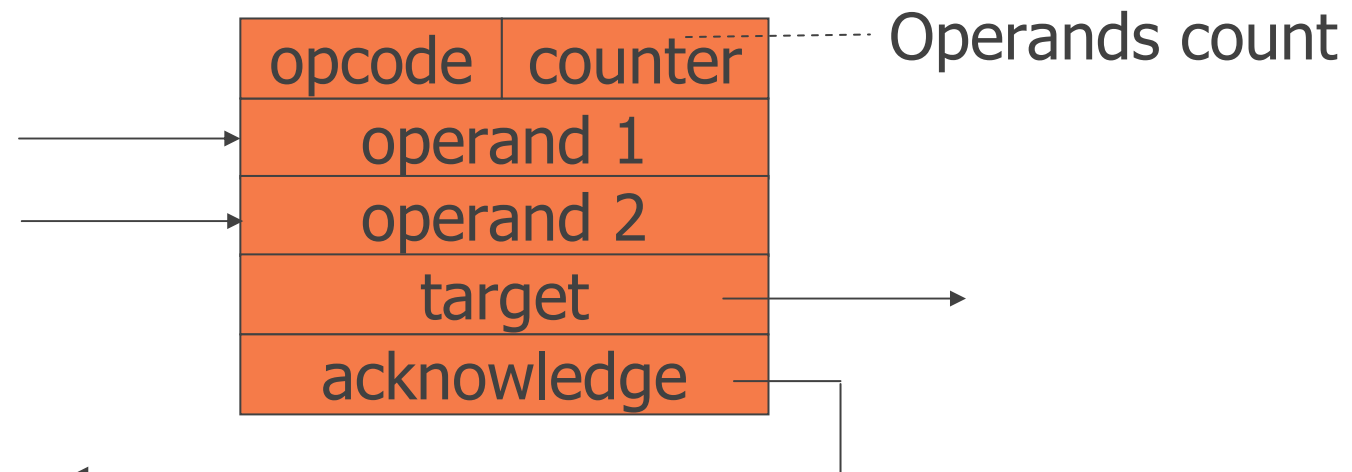 opcode counter Operands count
operand 1
operand 2
target
acknowledge